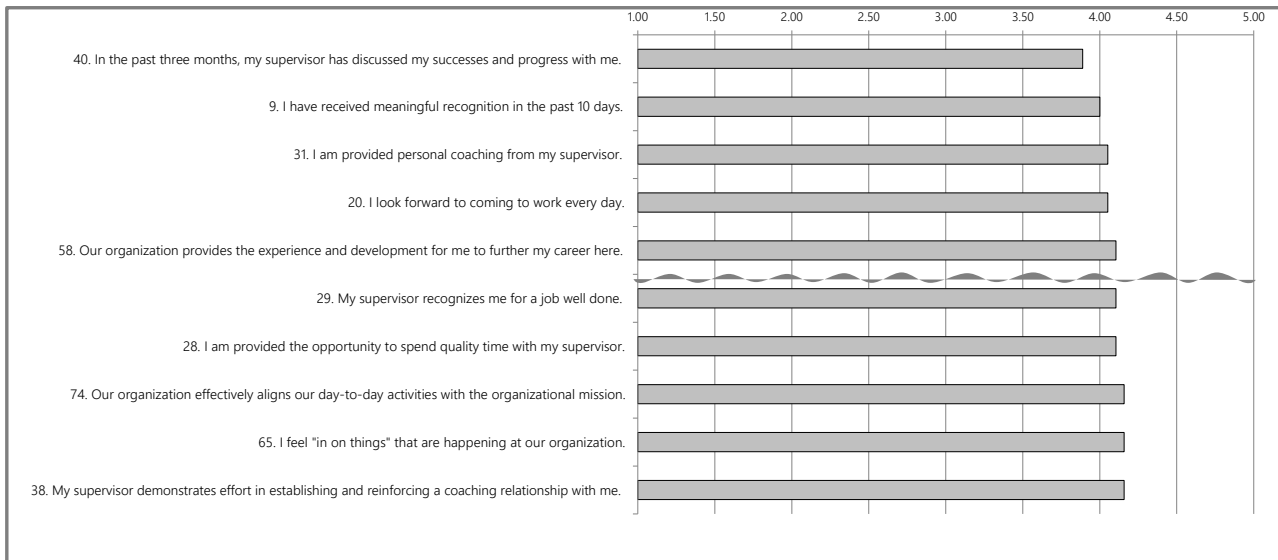 1.00 1.50 2.00 2.50 3.00 3.50 4.00 4.50 5.00
40. In the past three months, my supervisor has discussed my successes and progress with me.
9. I have received meaningful recognition in the past 10 days.
31. I am provided personal coaching from my supervisor.
20. I look forward to coming to work every day.
58. Our organization provides the experience and development for me to further my career here.
29. My supervisor recognizes me for a job well done.
28. I am provided the opportunity to spend quality time with my supervisor.
74. Our organization effectively aligns our day-to-day activities with the organizational mission.
65. I feel "in on things" that are happening at our organization.
38. My supervisor demonstrates effort in establishing and reinforcing a coaching relationship with me.